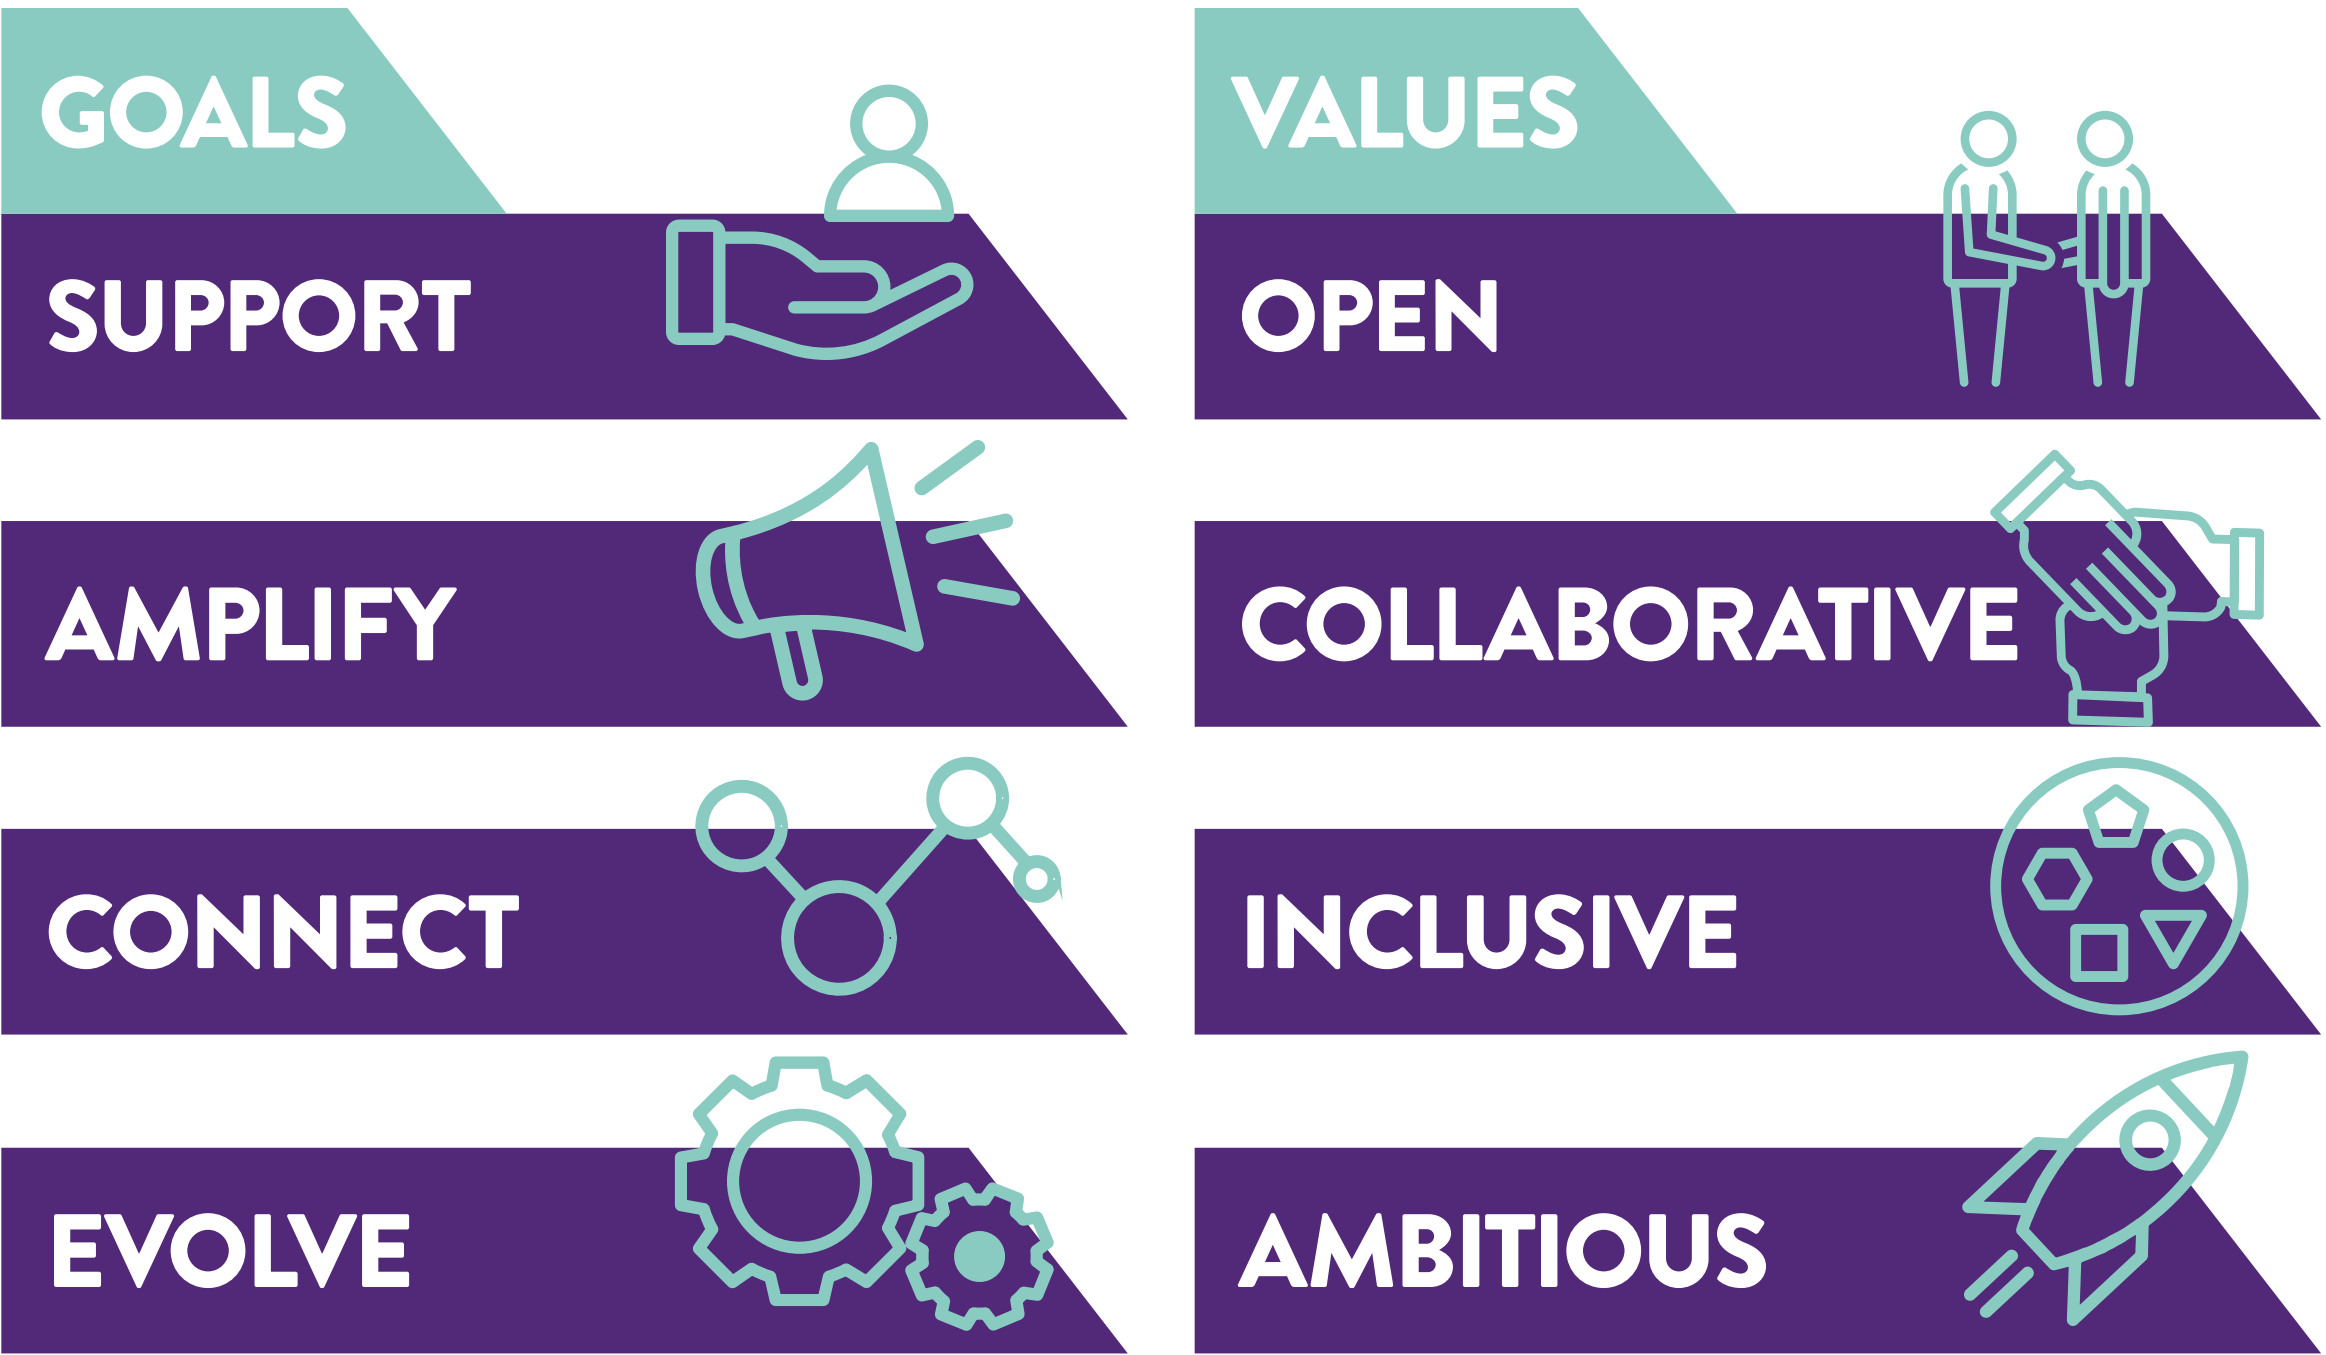 GOALS
SUPPORT
AMPLIFY
CONNECT
EVOLVE
VALUES
OPEN
COLLABORATIVE
INCLUSIVE
AMBITIOUS